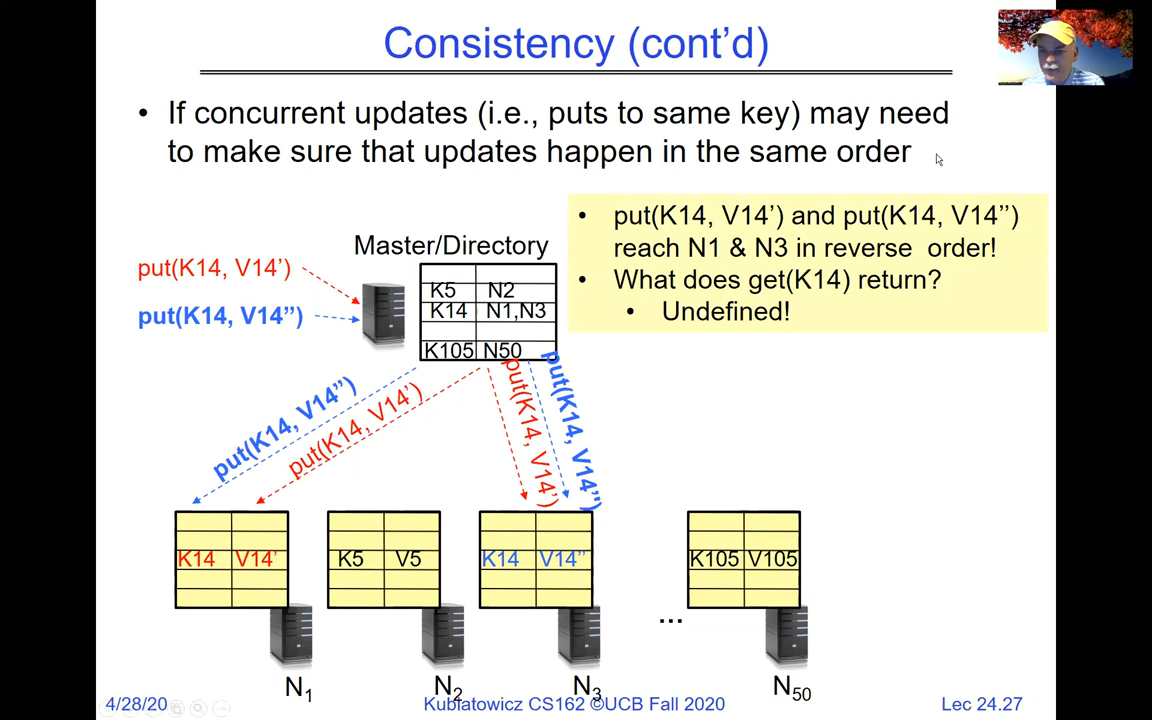 Consistency (cont’d)
• If concurrent updates (i.e., puts to same key) may need
to make sure that updates happen in the same order
• put(K14, V14’) and put(K14, V14’’)
reach N1 & N3 in reverse order!
• What does get(K14) return?
• Undefined!
Master/Directory
put(K14, V14’)
put(K14, V14’’)
K5 N2
K14 N1,N3
K105 N50
put(K14, V14’’)
put(K14, V14’)
put(K14, V14’)
put(K14, V14’’)
K14 V14’
K5 V5
K14 V14’’
K105 V105
...
N1
N2
N3
N50
4/28/20
Kubiatowicz CS162 ©UCB Fall 2020
Lec 24.27